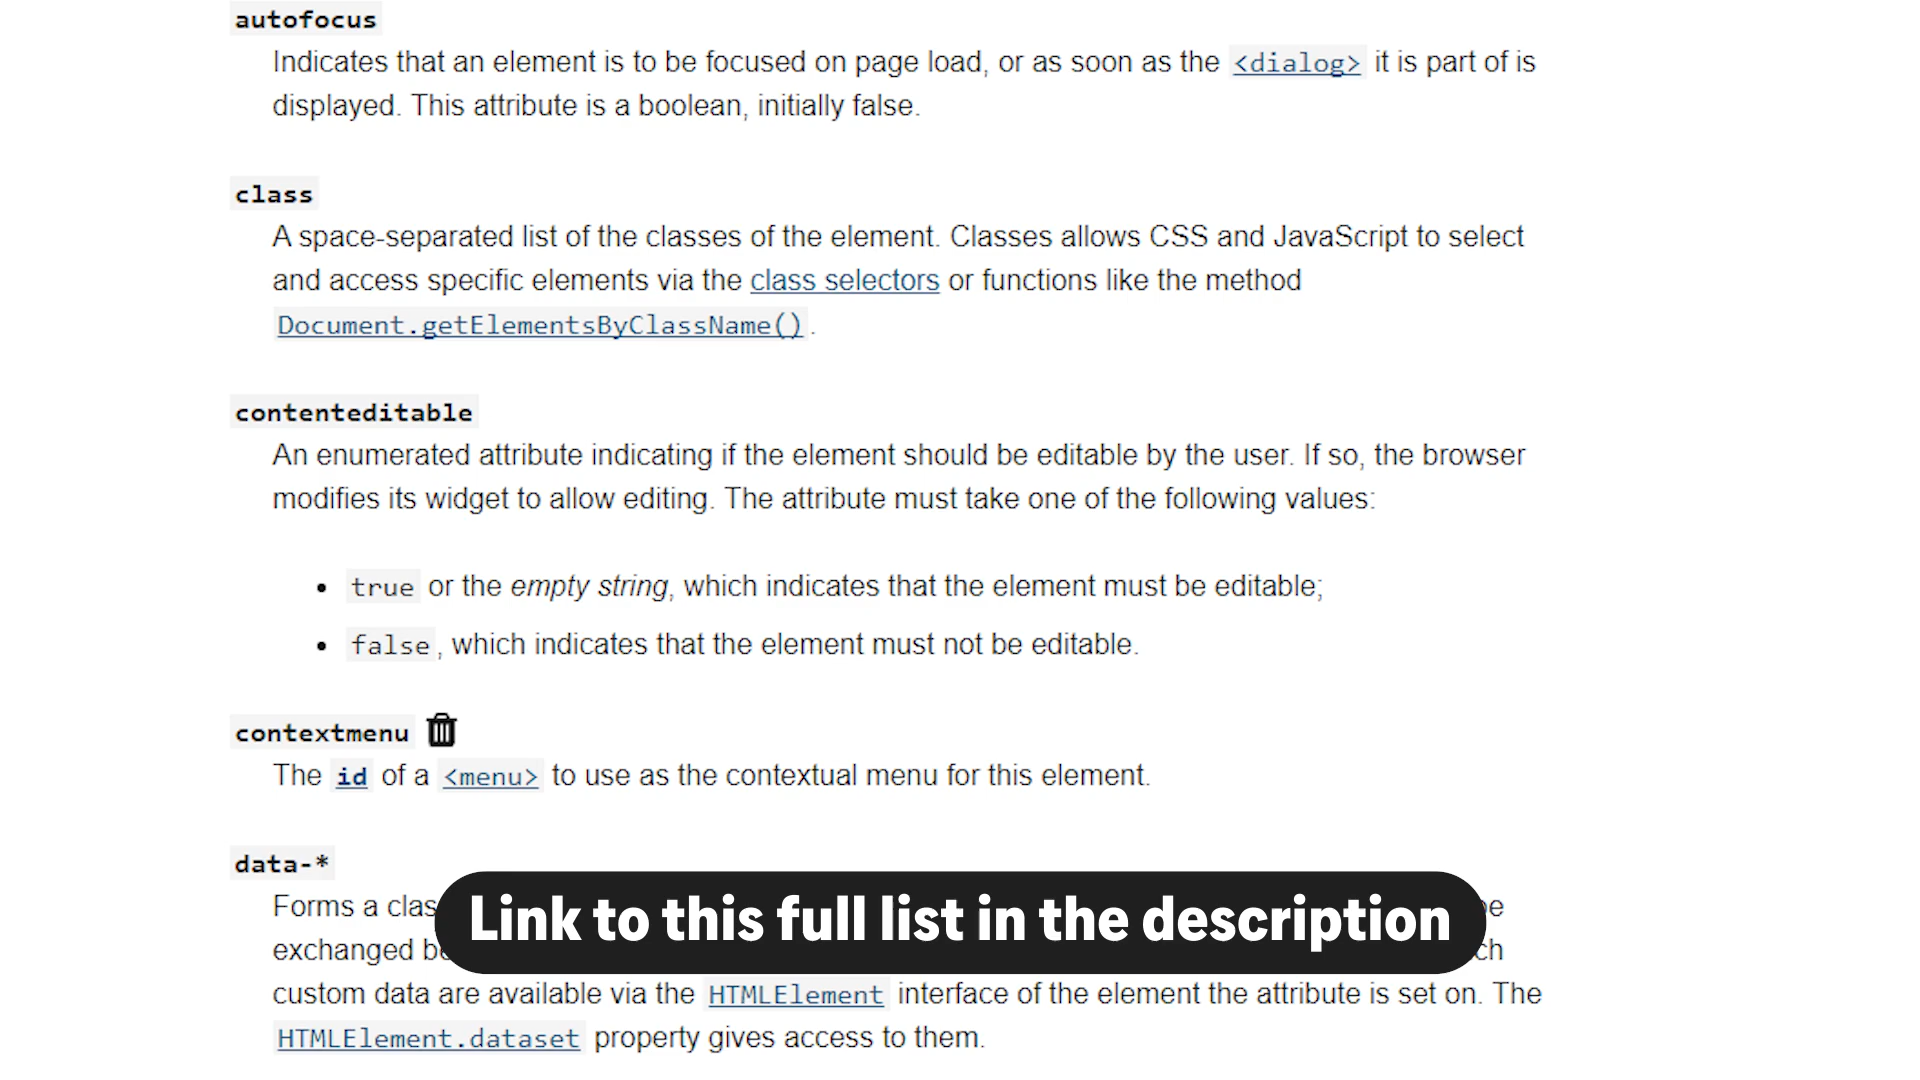 autofocus
Indicates that an element is to be focused on page load, or as soon as the <dialog> it is part of is
displayed. This attribute is a boolean, initially false.
class
A space-separated list of the classes of the element. Classes allows CSS and JavaScript to select
and access specific elements via the class selectors or functions like the method
Document.getElementsByClassName().
contenteditable
An enumerated attribute indicating if the element should be editable by the user. If so, the browser
modifies its widget to allow editing. The attribute must take one of the following values:
• true or the empty string, which indicates that the element must be editable;
• false, which indicates that the element must not be editable.
contextmenu
The id of a <menu> to use as the contextual menu for this element.
data-*
Forms a
Link to this full list in the description
exchanged
custom data are available via the HTMLElement interface of the element the attribute is set on. The
HTMLElement.dataset property gives access to them.